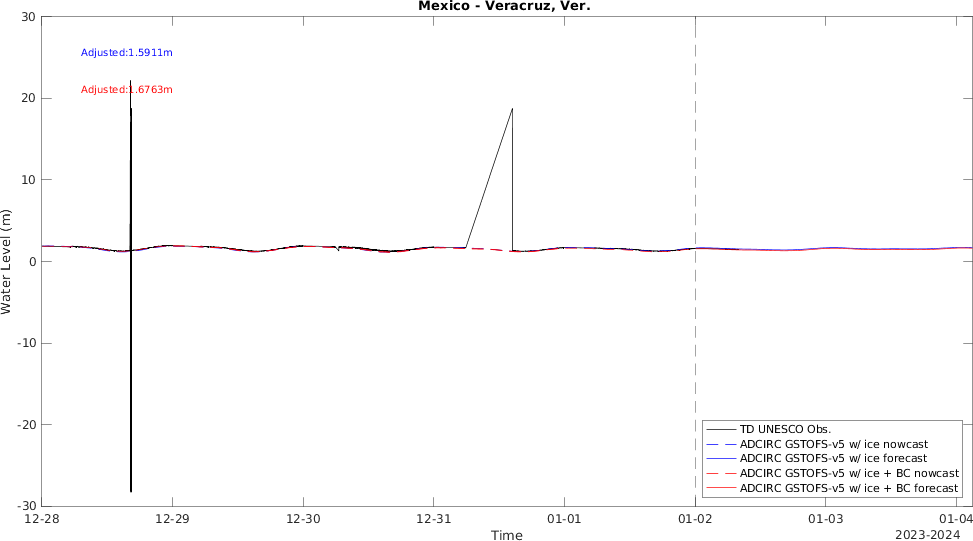 Mexico - Veracruz, Ver.
30
Adjusted:1.5911m
Adjusted:1.6763m
20
10
0
-10
-20
-30
Water Level (m)
TD UNESCO Obs.
ADCIRC GSTOFS-v5 w/ ice nowcast
ADCIRC GSTOFS-v5 w/ ice forecast
ADCIRC GSTOFS-v5 w/ ice + BC nowcast
ADCIRC GSTOFS-v5 w/ ice + BC forecast
12-28 12-29 12-30 12-31 01-01 01-02 01-03 01-04
Time
2023-2024